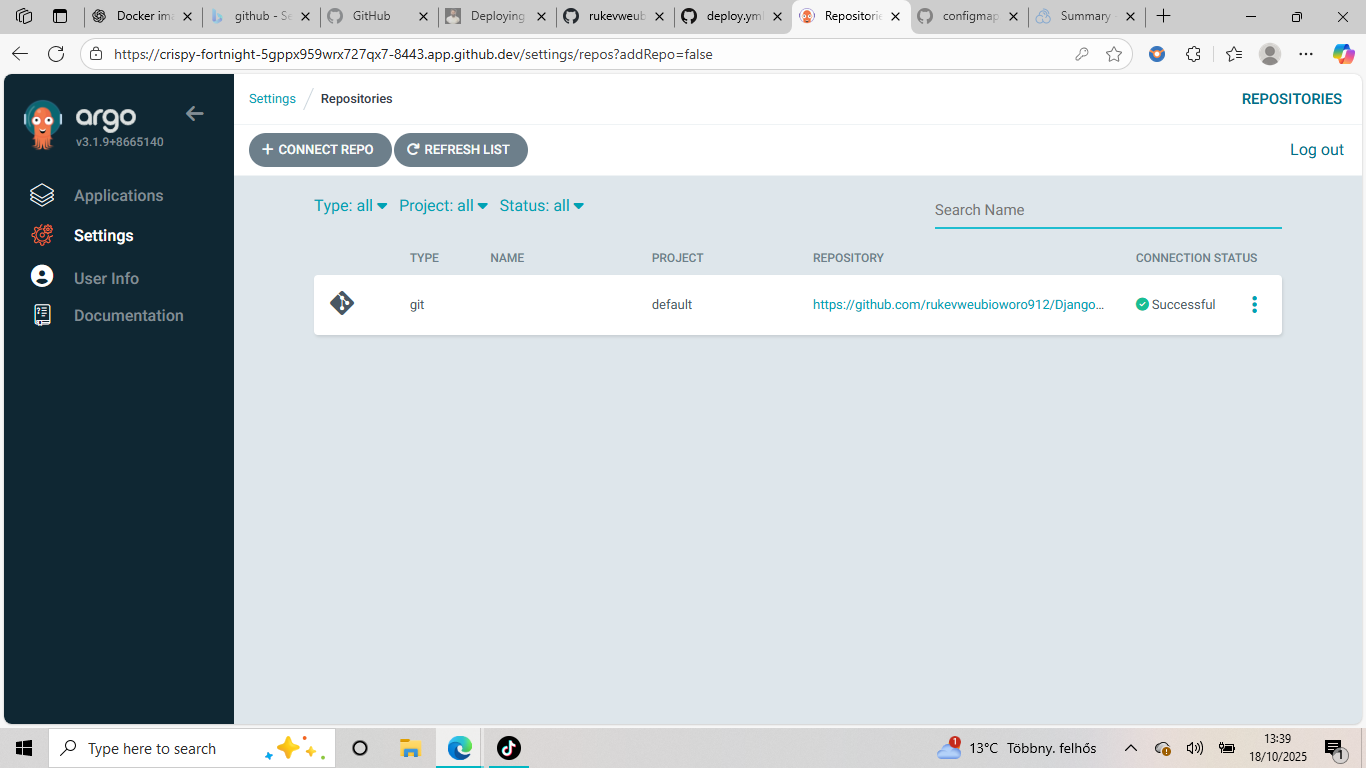 Docker ima
github - Se
GitHub
Deploying
rukevweub
deploy.yml
Repositorie
configmap
Summary -
https://crispy-fortnight-5gppx959wrx727qx7-8443.app.github.dev/settings/repos?addRepo=false
argo
v3.1.9+8665140
Applications
Settings
User Info
Documentation
Settings
Repositories
REPOSITORIES
CONNECT REPO
REFRESH LIST
Log out
Type: all
Project: all
Status: all
Search Name
TYPE NAME PROJECT REPOSITORY CONNECTION STATUS
git default https://github.com/rukevweubioworo912/Django... Successful
Type here to search
1
13°C Többny. felhős
13:39
18/10/2025
1